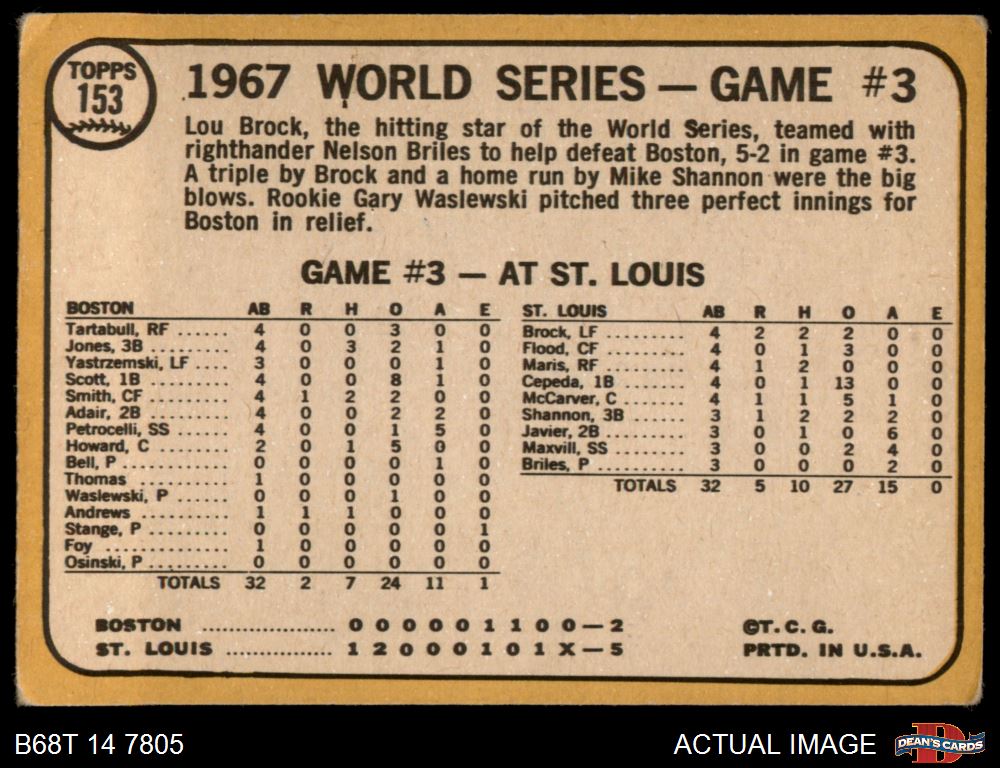 TOPPS
153
1967 WORLD SERIES — GAME #3
Lou Brock, the hitting star of the World Series, teamed with
righthander Nelson Briles to help defeat Boston, 5-2 in game #3.
A triple by Brock and a home run by Mike Shannon were the big
blows. Rookie Gary Waslewski pitched three perfect innings for
Boston in relief.
GAME #3 — AT ST. LOUIS
BOSTON AB R H O A E
Tartabull, RF ...... 4 0 0 3 0 0
Jones, 3B .......... 4 0 3 2 1 0
Yastrzemski, LF .... 3 0 0 0 1 0
Scott, 1B .......... 4 0 0 8 1 0
Smith, CF .......... 4 1 2 2 0 0
Adair, 2B .......... 4 0 0 2 2 0
Petrocelli, SS ...... 4 0 0 1 5 0
Howard, C .......... 2 0 1 5 0 0
Bell, P .............. 0 0 0 0 1 0
Thomas ............ 1 0 0 0 0 0
Waslewski, P ...... 0 0 0 1 0 0
Andrews .......... 1 1 1 0 0 0
Stange, P .......... 0 0 0 0 0 1
Foy ................ 1 0 0 0 0 0
Osinski, P .......... 0 0 0 0 0 0
TOTALS 32 2 7 24 11 1
ST. LOUIS AB R H O A E
Brock, LF .......... 4 2 2 2 0 0
Flood, CF .......... 4 0 1 3 0 0
Maris, RF .......... 4 1 2 0 0 0
Cepeda, 1B ........ 4 0 1 13 0 0
McCarver, C ........ 4 1 1 5 1 0
Shannon, 3B ........ 3 1 2 2 2 0
Javier, 2B .......... 3 0 1 0 6 0
Maxvill, SS ........ 3 0 0 2 4 0
Briles, P ............ 3 0 0 0 2 0
TOTALS 32 5 10 27 15 0
BOSTON .................... 0 0 0 0 0 1 1 0 0 — 2
ST. LOUIS ................ 1 2 0 0 0 1 0 1 X — 5
©T. C. G.
PRTD. IN U.S.A.
B68T 14 7805
ACTUAL IMAGE
D
DEAN'S CARDS